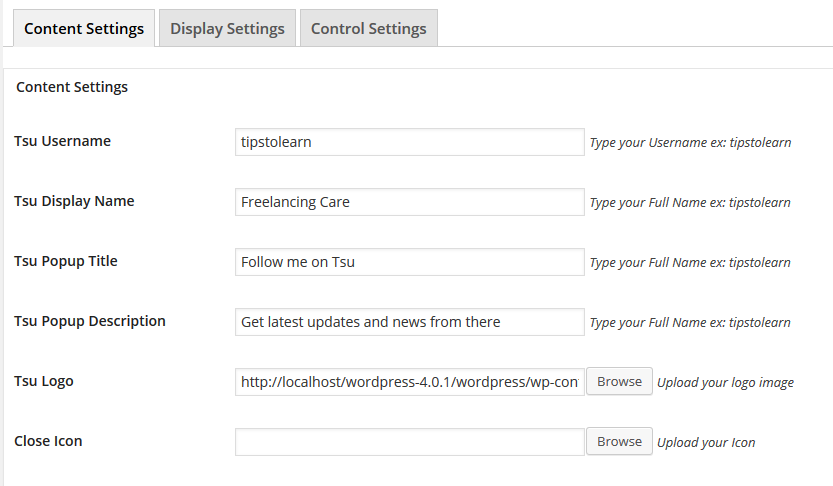 Content Settings Display Settings Control Settings
Content Settings
Tsu Username tipstolearn Type your Username ex: tipstolearn
Tsu Display Name Freelancing Care Type your Full Name ex: tipstolearn
Tsu Popup Title Follow me on Tsu Type your Full Name ex: tipstolearn
Tsu Popup Description Get latest updates and news from there Type your Full Name ex: tipstolearn
Tsu Logo http://localhost/wordpress-4.0.1/wordpress/wp-con Browse Upload your logo image
Close Icon Browse Upload your Icon